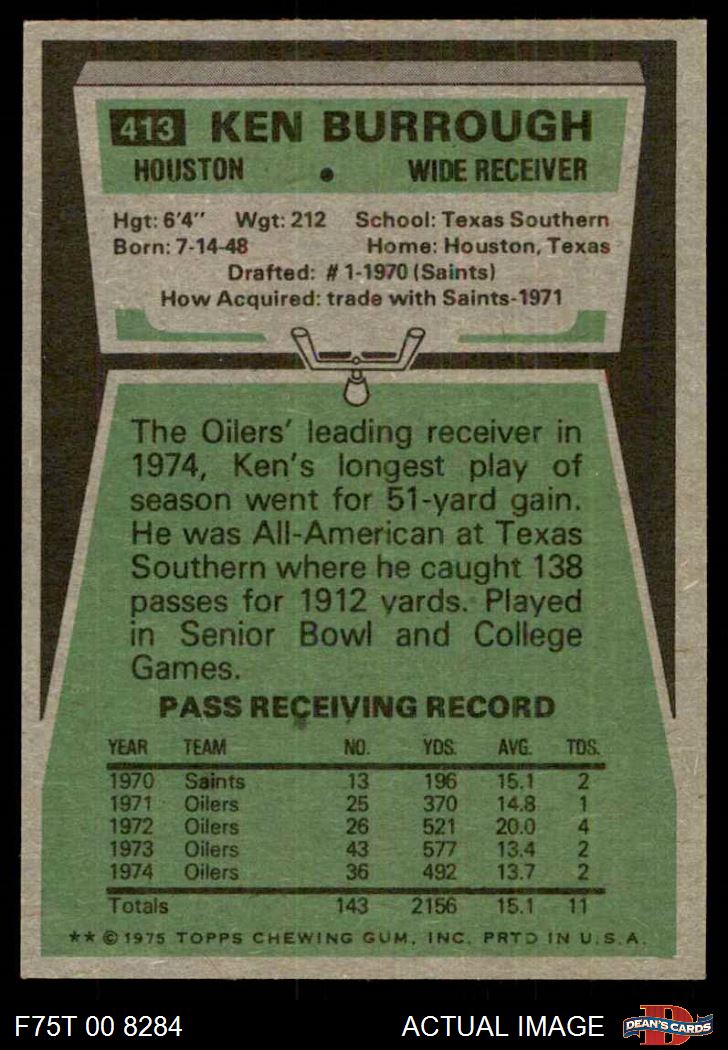 413 KEN BURROUGH
HOUSTON • WIDE RECEIVER
Hgt: 6'4" Wgt: 212 School: Texas Southern
Born: 7-14-48 Home: Houston, Texas
Drafted: # 1-1970 (Saints)
How Acquired: trade with Saints-1971
The Oilers' leading receiver in
1974, Ken's longest play of
season went for 51-yard gain.
He was All-American at Texas
Southern where he caught 138
passes for 1912 yards. Played
in Senior Bowl and College
Games.
PASS RECEIVING RECORD
YEAR TEAM NO. YDS. AVG. TDS.
1970 Saints 13 196 15.1 2
1971 Oilers 25 370 14.8 1
1972 Oilers 26 521 20.0 4
1973 Oilers 43 577 13.4 2
1974 Oilers 36 492 13.7 2
Totals 143 2156 15.1 11
** © 1975 TOPPS CHEWING GUM, INC. PRTD IN U.S.A.
F75T 00 8284 ACTUAL IMAGE D DEAN'S CARDS